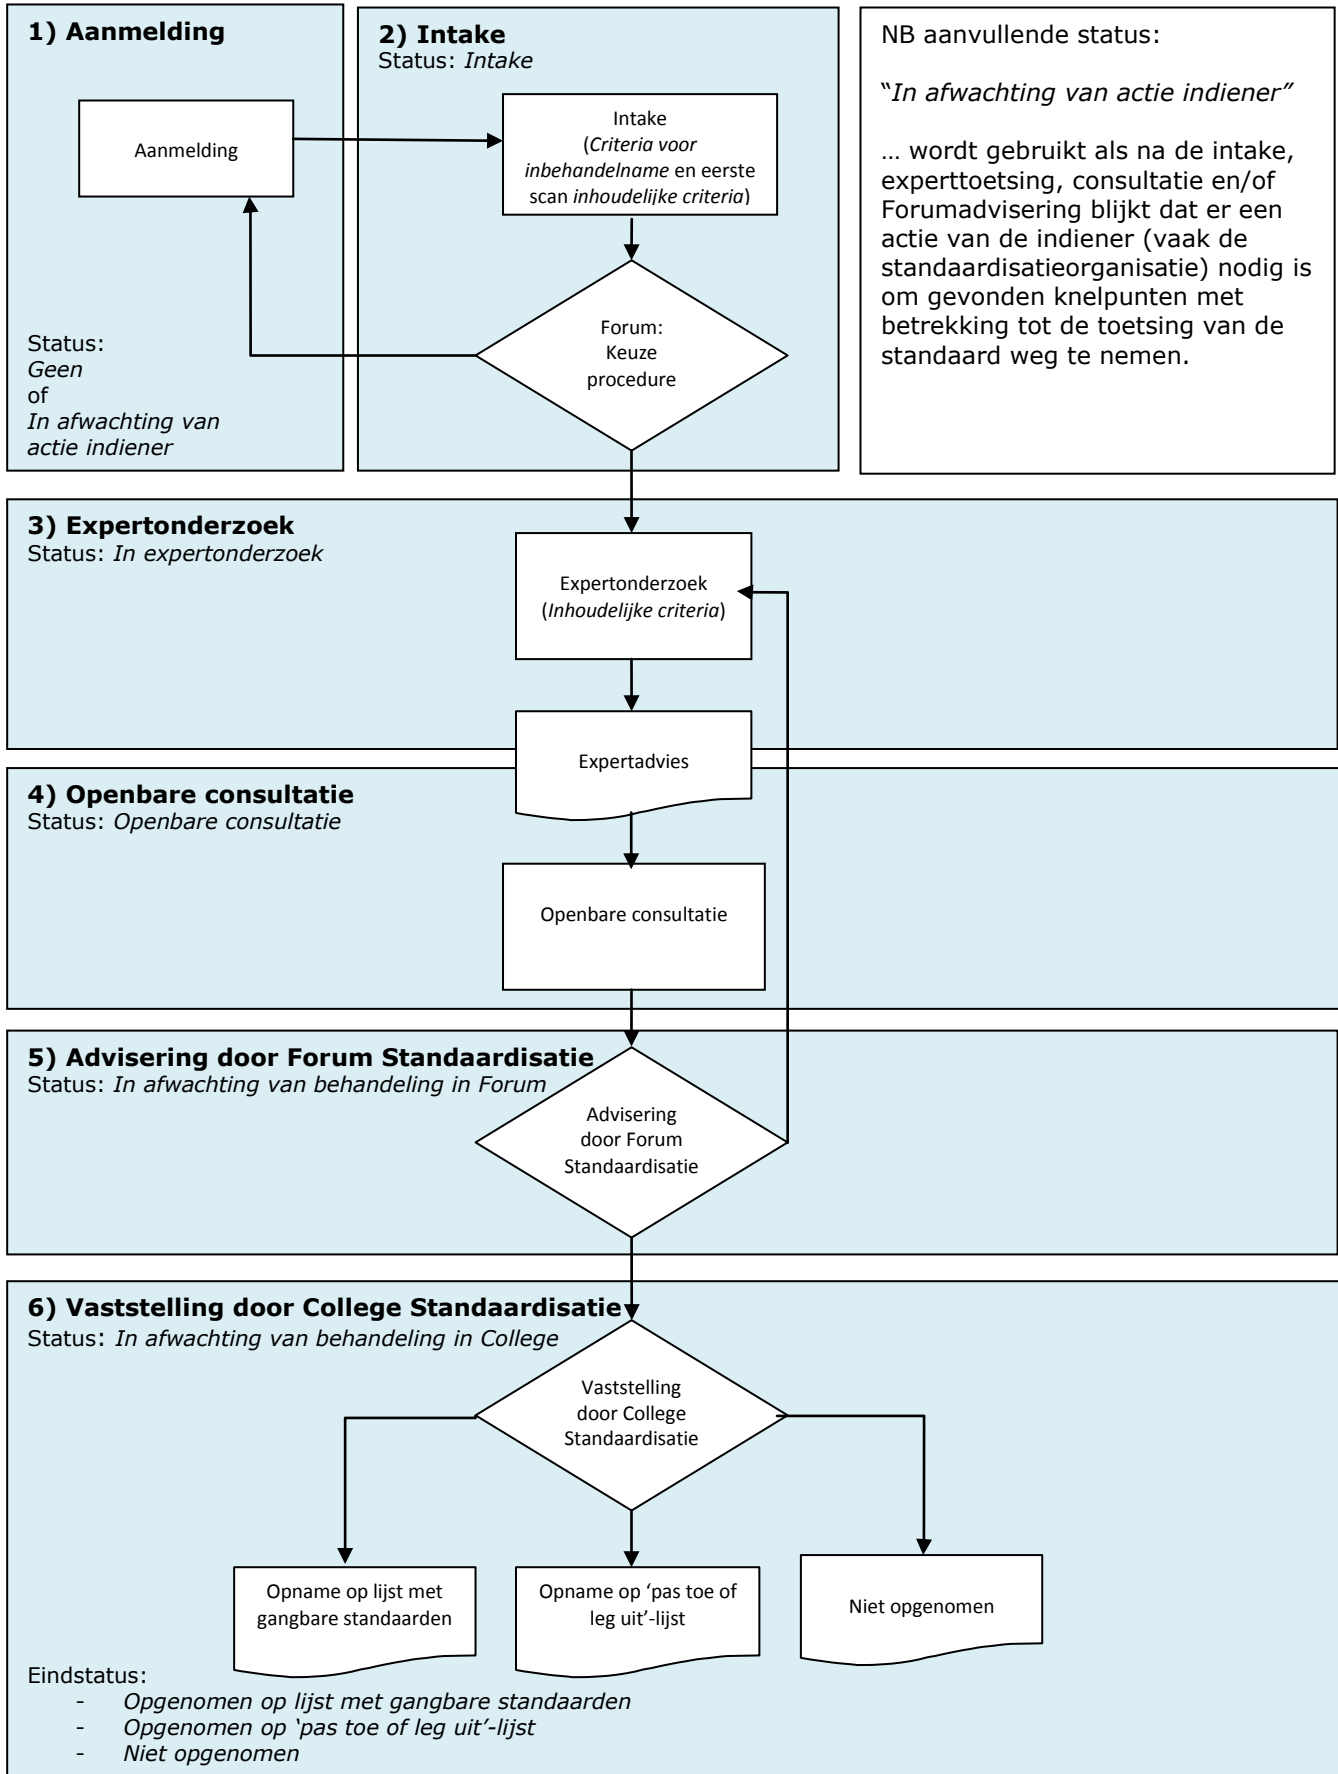 1) Aanmelding
Aanmelding
Status:
Geen
of
In afwachting van
actie indiener
2) Intake
Status: Intake
Intake
(Criteria voor
inbehandelname en eerste
scan inhoudelijke criteria)
Forum:
Keuze
procedure
NB aanvullende status:
“In afwachting van actie indiener”
… wordt gebruikt als na de intake,
experttoetsing, consultatie en/of
Forumadvisering blijkt dat er een
actie van de indiener (vaak de
standaardisatieorganisatie) nodig is
om gevonden knelpunten met
betrekking tot de toetsing van de
standaard weg te nemen.
3) Expertonderzoek
Status: In expertonderzoek
Expertonderzoek
(Inhoudelijke criteria)
Expertadvies
4) Openbare consultatie
Status: Openbare consultatie
Openbare consultatie
5) Advisering door Forum Standaardisatie
Status: In afwachting van behandeling in Forum
Advisering
door Forum
Standaardisatie
6) Vaststelling door College Standaardisatie
Status: In afwachting van behandeling in College
Vaststelling
door College
Standaardisatie
Opname op lijst met
gangbare standaarden
Opname op ‘pas toe of
leg uit’-lijst
Niet opgenomen
Eindstatus:
- Opgenomen op lijst met gangbare standaarden
- Opgenomen op ‘pas toe of leg uit’-lijst
- Niet opgenomen